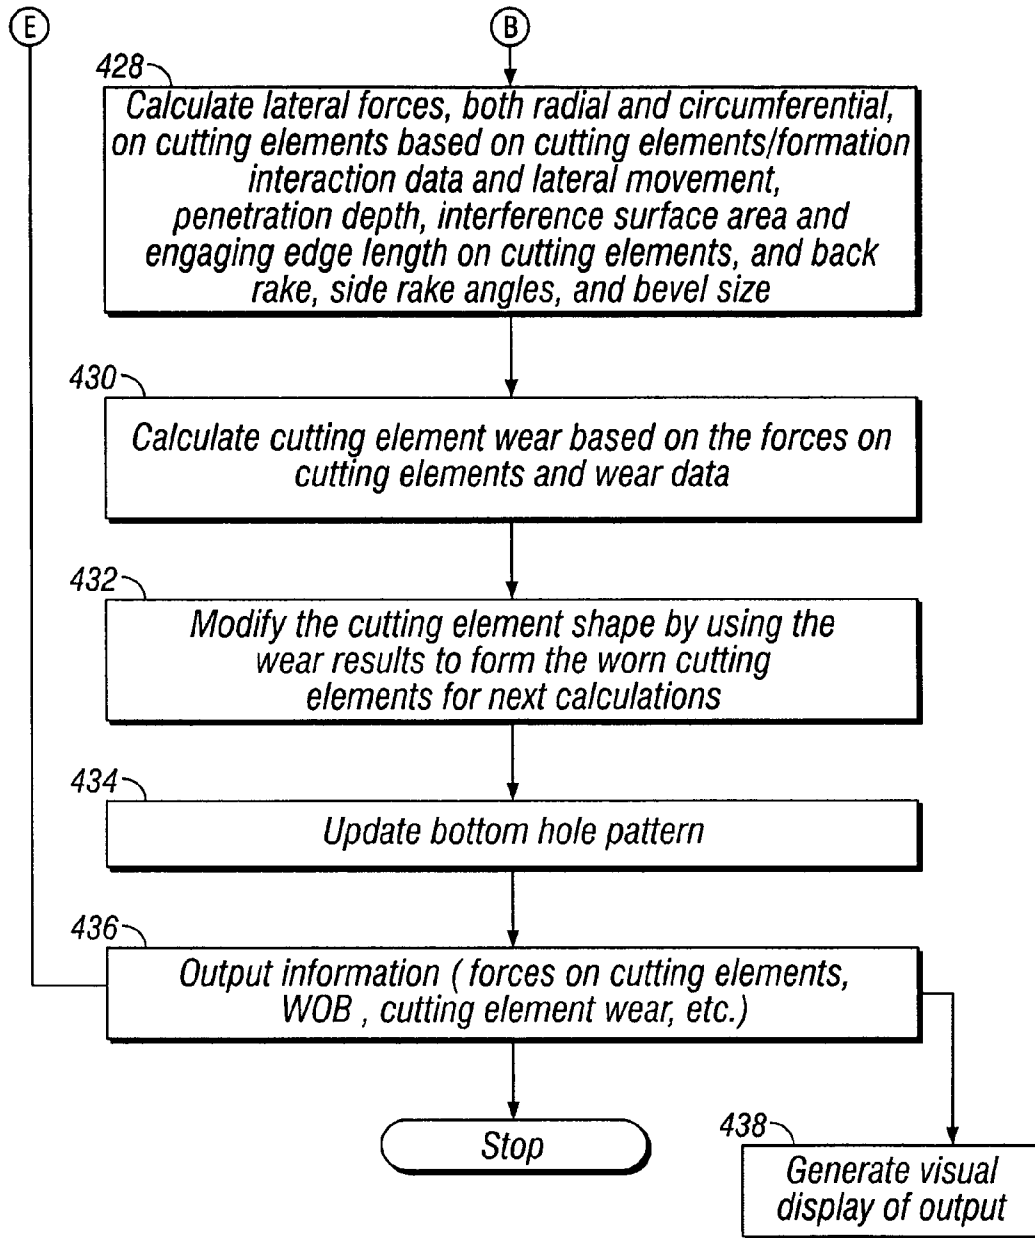 E
B
428
Calculate lateral forces, both radial and circumferential,
on cutting elements based on cutting elements/formation
interaction data and lateral movement,
penetration depth, interference surface area and
engaging edge length on cutting elements, and back
rake, side rake angles, and bevel size
430
Calculate cutting element wear based on the forces on
cutting elements and wear data
432
Modify the cutting element shape by using the
wear results to form the worn cutting
elements for next calculations
434
Update bottom hole pattern
436
Output information ( forces on cutting elements,
WOB , cutting element wear, etc.)
Stop
438
Generate visual
display of output